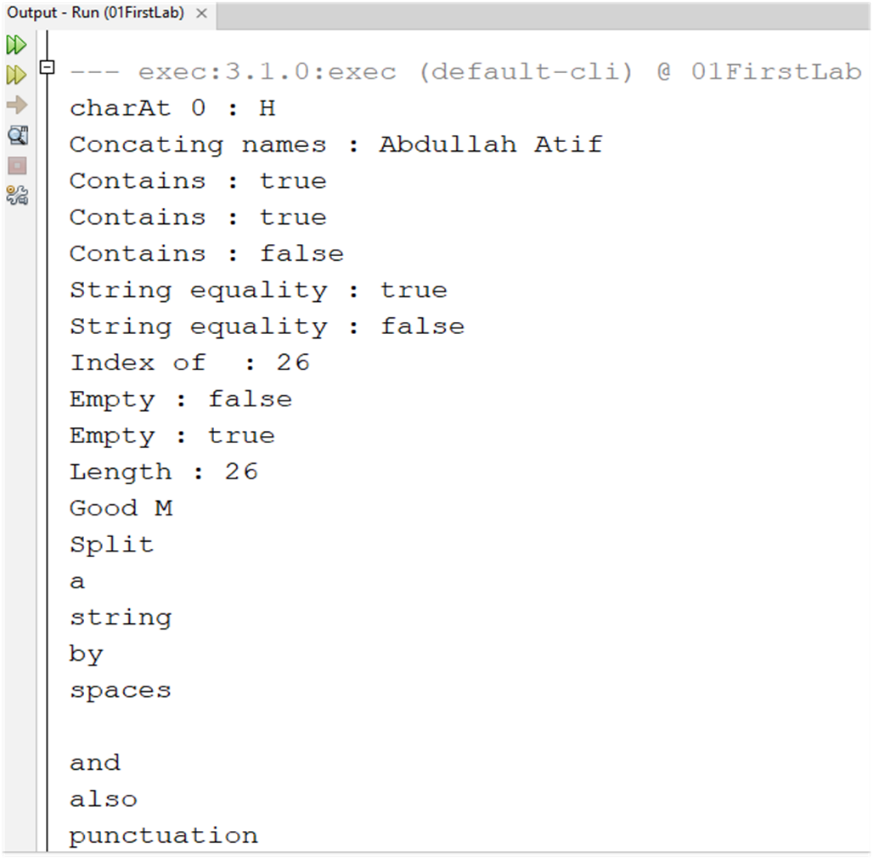 Output - Run (01FirstLab) ×
--- exec:3.1.0:exec (default-cli) @ 01FirstLab
charAt 0 : H
Concating names : Abdullah Atif
Contains : true
Contains : true
Contains : false
String equality : true
String equality : false
Index of  : 26
Empty : false
Empty : true
Length : 26
Good M
Split
a
string
by
spaces

and
also
punctuation